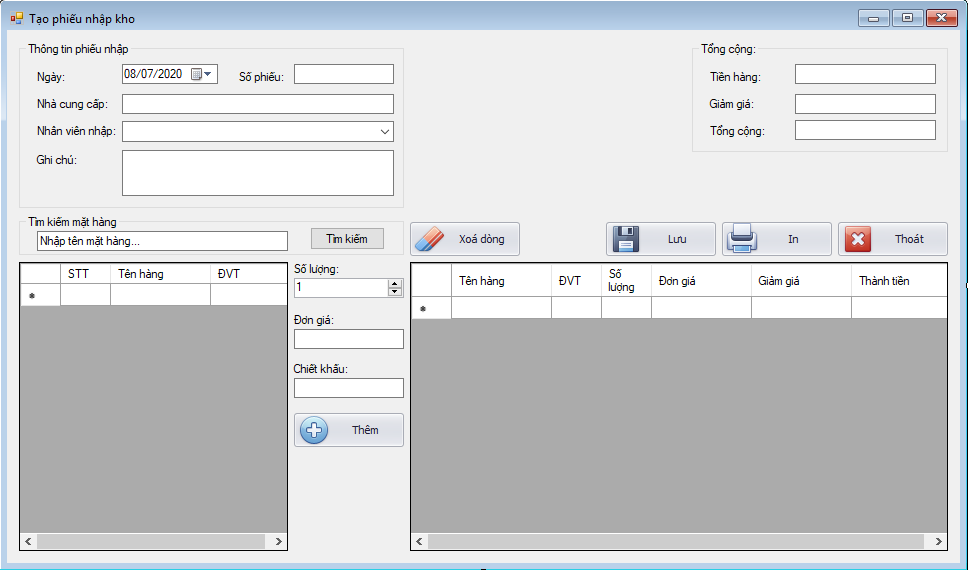 Tạo phiếu nhập kho
Thông tin phiếu nhập
Ngày:
08/07/2020
Số phiếu:
Nhà cung cấp:
Nhân viên nhập:
Ghi chú:
Tổng cộng:
Tiền hàng:
Giảm giá:
Tổng cộng:
Tìm kiếm mặt hàng
Nhập tên mặt hàng...
Tìm kiếm
Xoá dòng
Lưu
In
Thoát
STT
Tên hàng
ĐVT
Số lượng:
1
Đơn giá:
Chiết khấu:
Thêm
Tên hàng
ĐVT
Số
lượng
Đơn giá
Giảm giá
Thành tiền